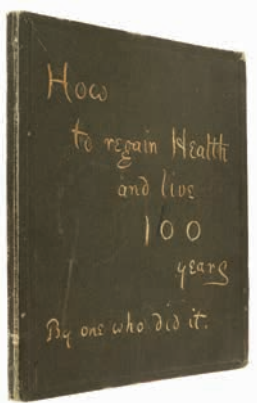 How
to regain Health
and live
100
years
By one who did it.